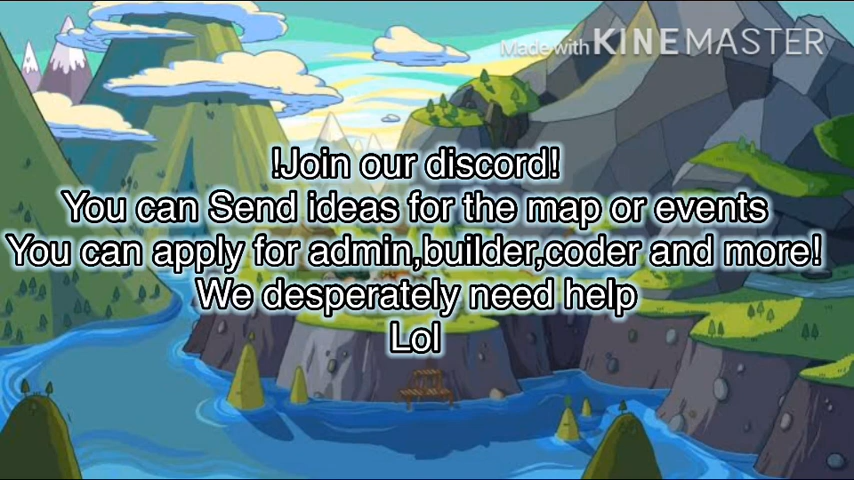 Made with KINEMASTER
!Join our discord!
You can Send ideas for the map or events
You can apply for admin,builder,coder and more!
We desperately need help
Lol